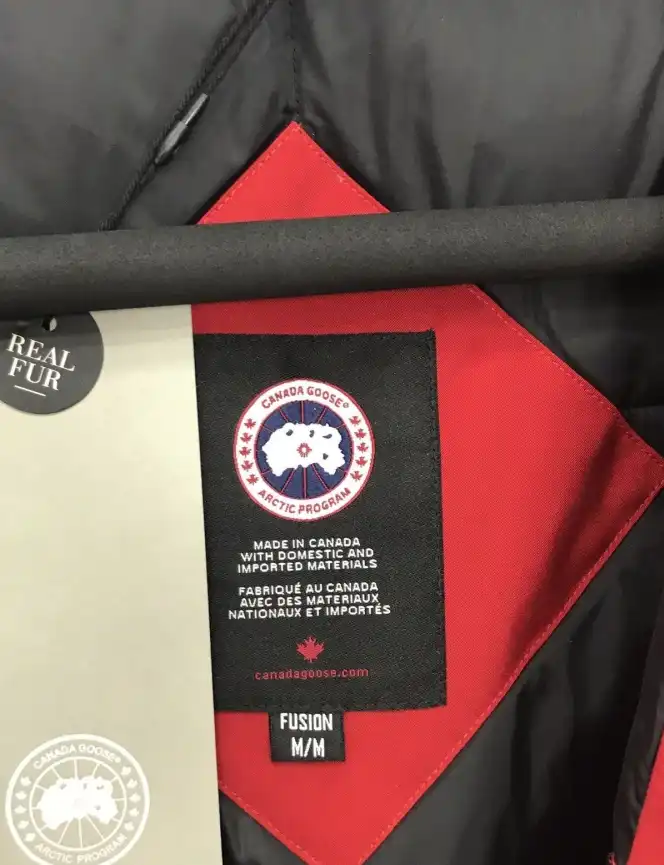 REAL
FUR
CANADA GOOSE®
ARCTIC PROGRAM
MADE IN CANADA
WITH DOMESTIC AND
IMPORTED MATERIALS
FABRIQUÉ AU CANADA
AVEC DES MATERIAUX
NATIONAUX ET IMPORTÉS
canadagoose.com
FUSION
M/M
CANADA GOOSE®
ARCTIC PROGRAM